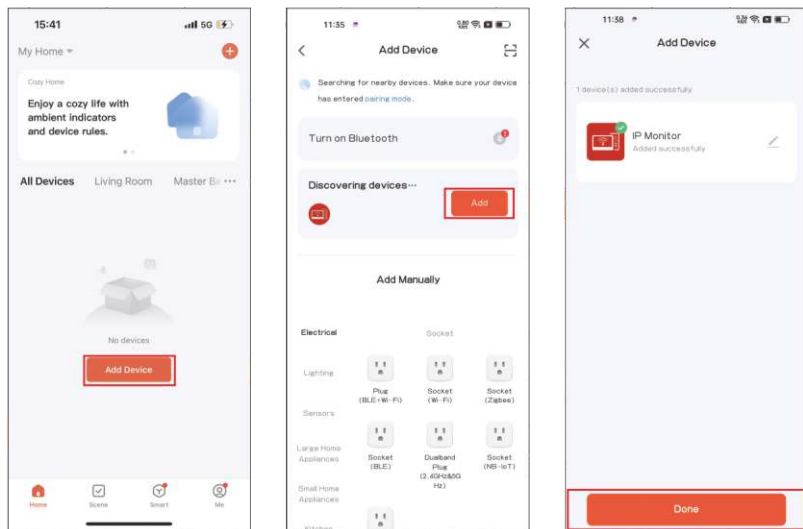 15:41
5G
My Home
Cozy Home
Enjoy a cozy life with
ambient indicators
and device rules.
All Devices Living Room Master Be ···
No devices
Add Device
Home Scene Smart Me
11:35
Add Device
Searching for nearby devices. Make sure your device
has entered pairing mode.
Turn on Bluetooth
Discovering devices···
Add
Add Manually
Electrical
Socket
Lighting
Plug
(BLE+Wi-Fi)
Socket
(Wi-Fi)
Socket
(Zigbee)
Sensors
Large Home
Appliances
Socket
(BLE)
Dualband
Plug
(2.4GHz&5G
Hz)
Socket
(NB-IoT)
Small Home
Appliances
Kitchen
11:38
Add Device
1 device(s) added successfully
IP Monitor
Added successfully
Done